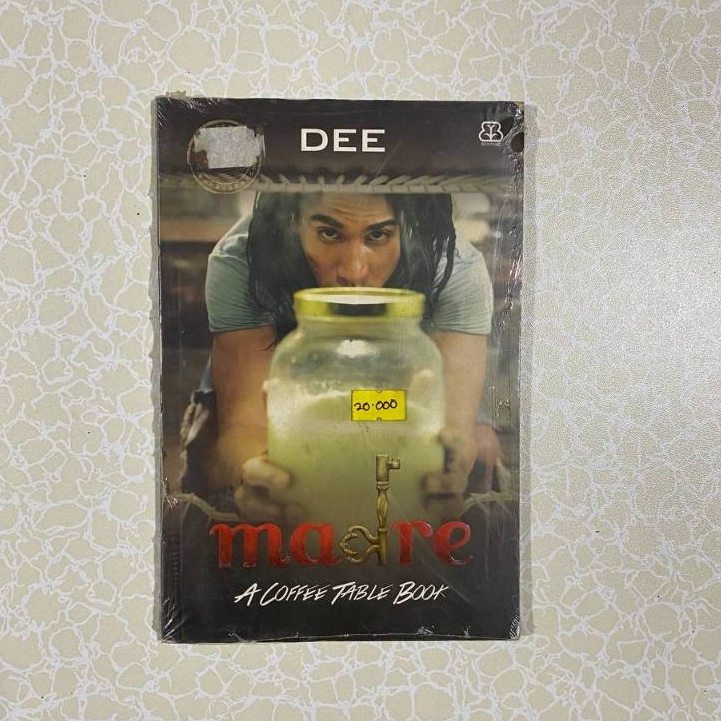 DEE
20.000
madre
A COFFEE TABLE BOOK